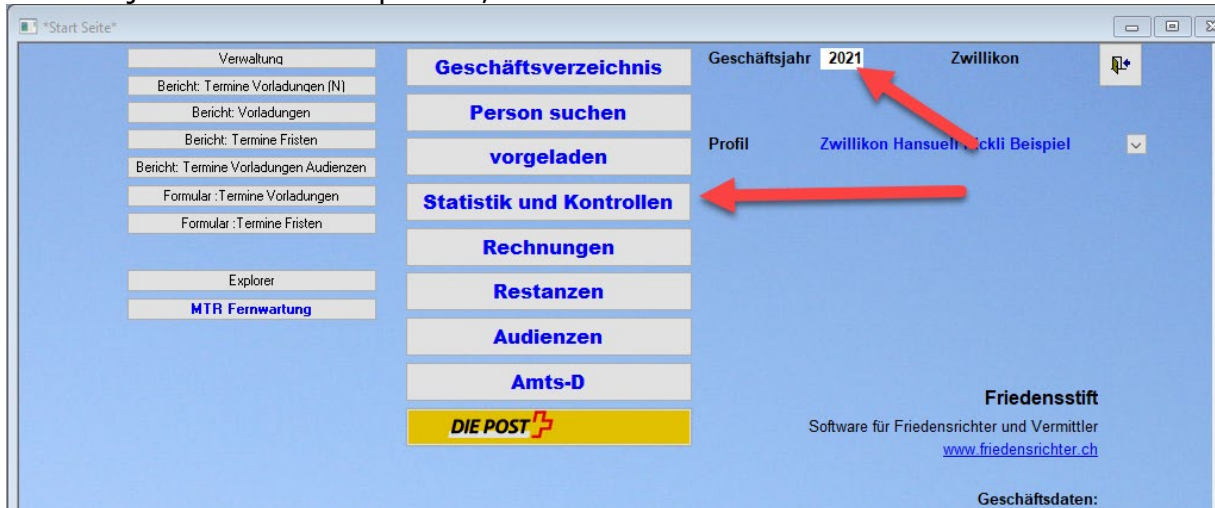 *Start Seite*
Verwaltung
Bericht: Termine Vorladungen (N)
Bericht: Vorladungen
Bericht: Termine Fristen
Bericht: Termine Vorladungen Audienzen
Formular :Termine Vorladungen
Formular :Termine Fristen
Explorer
MTR Fernwartung
Geschäftsverzeichnis
Person suchen
vorgeladen
Statistik und Kontrollen
Rechnungen
Restanzen
Audienzen
Amts-D
DIE POST
Geschäftsjahr 2021 Zwillikon
Profil Zwillikon Beispiel
Friedensstift
Software für Friedensrichter und Vermittler
www.friedensrichter.ch
Geschäftsdaten: